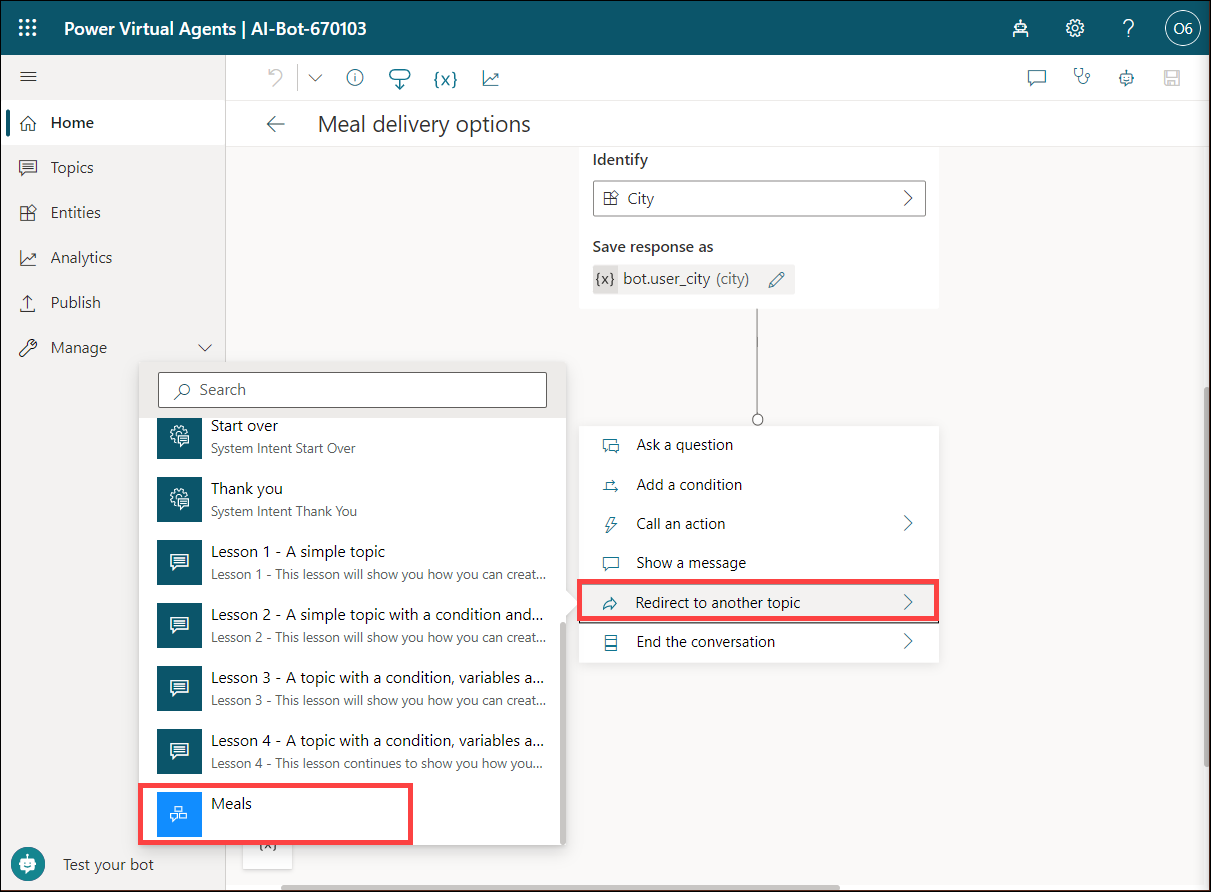 Power Virtual Agents | AI-Bot-670103
?
O6
{x}
Home
Topics
Entities
Analytics
Publish
Manage
Meal delivery options
Identify
City
Save response as
{x} bot.user_city (city)
Search
Start over
System Intent Start Over
Thank you
System Intent Thank You
Lesson 1 - A simple topic
Lesson 1 - This lesson will show you how you can creat...
Lesson 2 - A simple topic with a condition and...
Lesson 2 - This lesson will show you how you can creat...
Lesson 3 - A topic with a condition, variables a...
Lesson 3 - This lesson will show you how you can creat...
Lesson 4 - A topic with a condition, variables a...
Lesson 4 - This lesson continues to show you how you...
Meals
Ask a question
Add a condition
Call an action
Show a message
Redirect to another topic
End the conversation
{x}
Test your bot